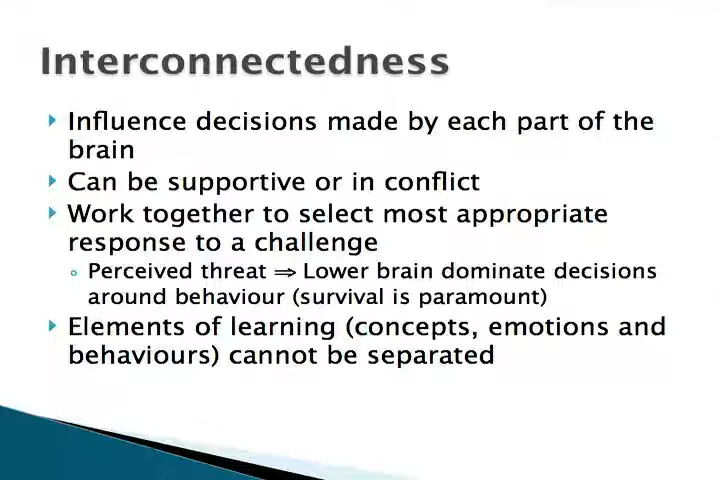 Interconnectedness
Influence decisions made by each part of the
brain
Can be supportive or in conflict
Work together to select most appropriate
response to a challenge
Perceived threat ⇒ Lower brain dominate decisions
around behaviour (survival is paramount)
Elements of learning (concepts, emotions and
behaviours) cannot be separated